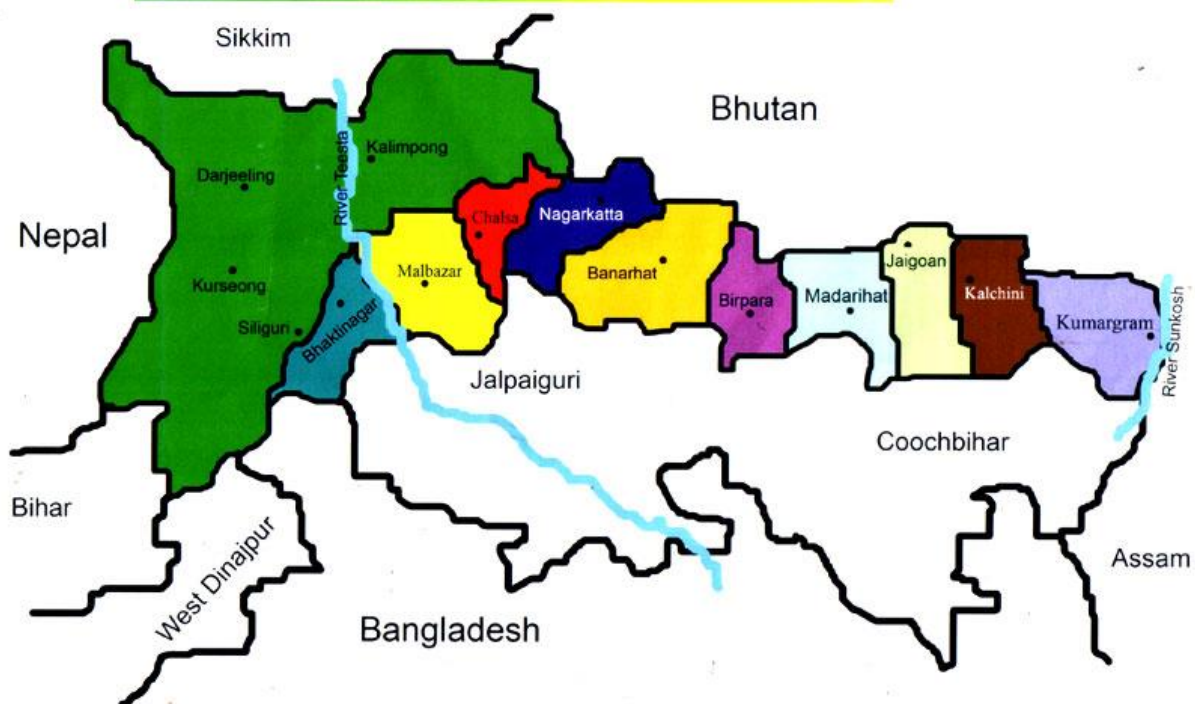 Sikkim
Bhutan
River Teesta
Kalimpong
Darjeeling
Nepal
Chalsa
Nagarkatta
Malbazar
Banarhat
Jaigoan
Kurseong
Birpara
Madarihat
Kalchini
Kumargram
Siliguri
Bhaktinagar
River Sunkosh
Jalpaiguri
Coochbihar
Bihar
West Dinajpur
Assam
Bangladesh